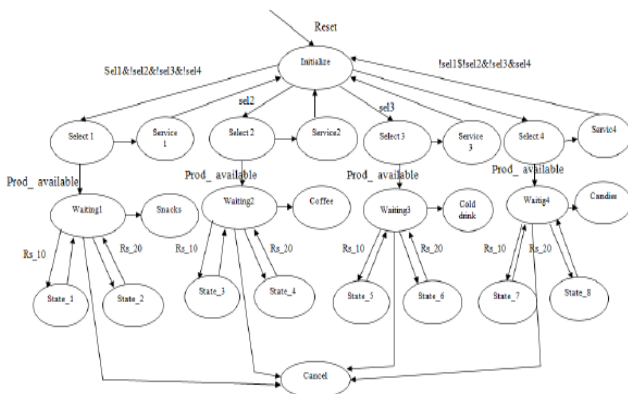 Reset
Sel1&!sel2&!sel3&!sel4
Initialize
!sel1$!sel2&!sel3&sel4
sel2
sel3
Select 1
Service
1
Select 2
Service2
Select 3
Service
3
Select 4
Servic4
Prod_ available
Prod_ available
Prod_ available
Prod_ available
Waiting1
Snacks
Waiting2
Coffee
Waiting3
Cold
drink
Waitig4
Candies
Rs_10
Rs_20
Rs_10
Rs_20
Rs_10
Rs_20
Rs_10
Rs_20
State_1
State_2
State_3
State_4
State_5
State_6
State_7
State_8
Cancel